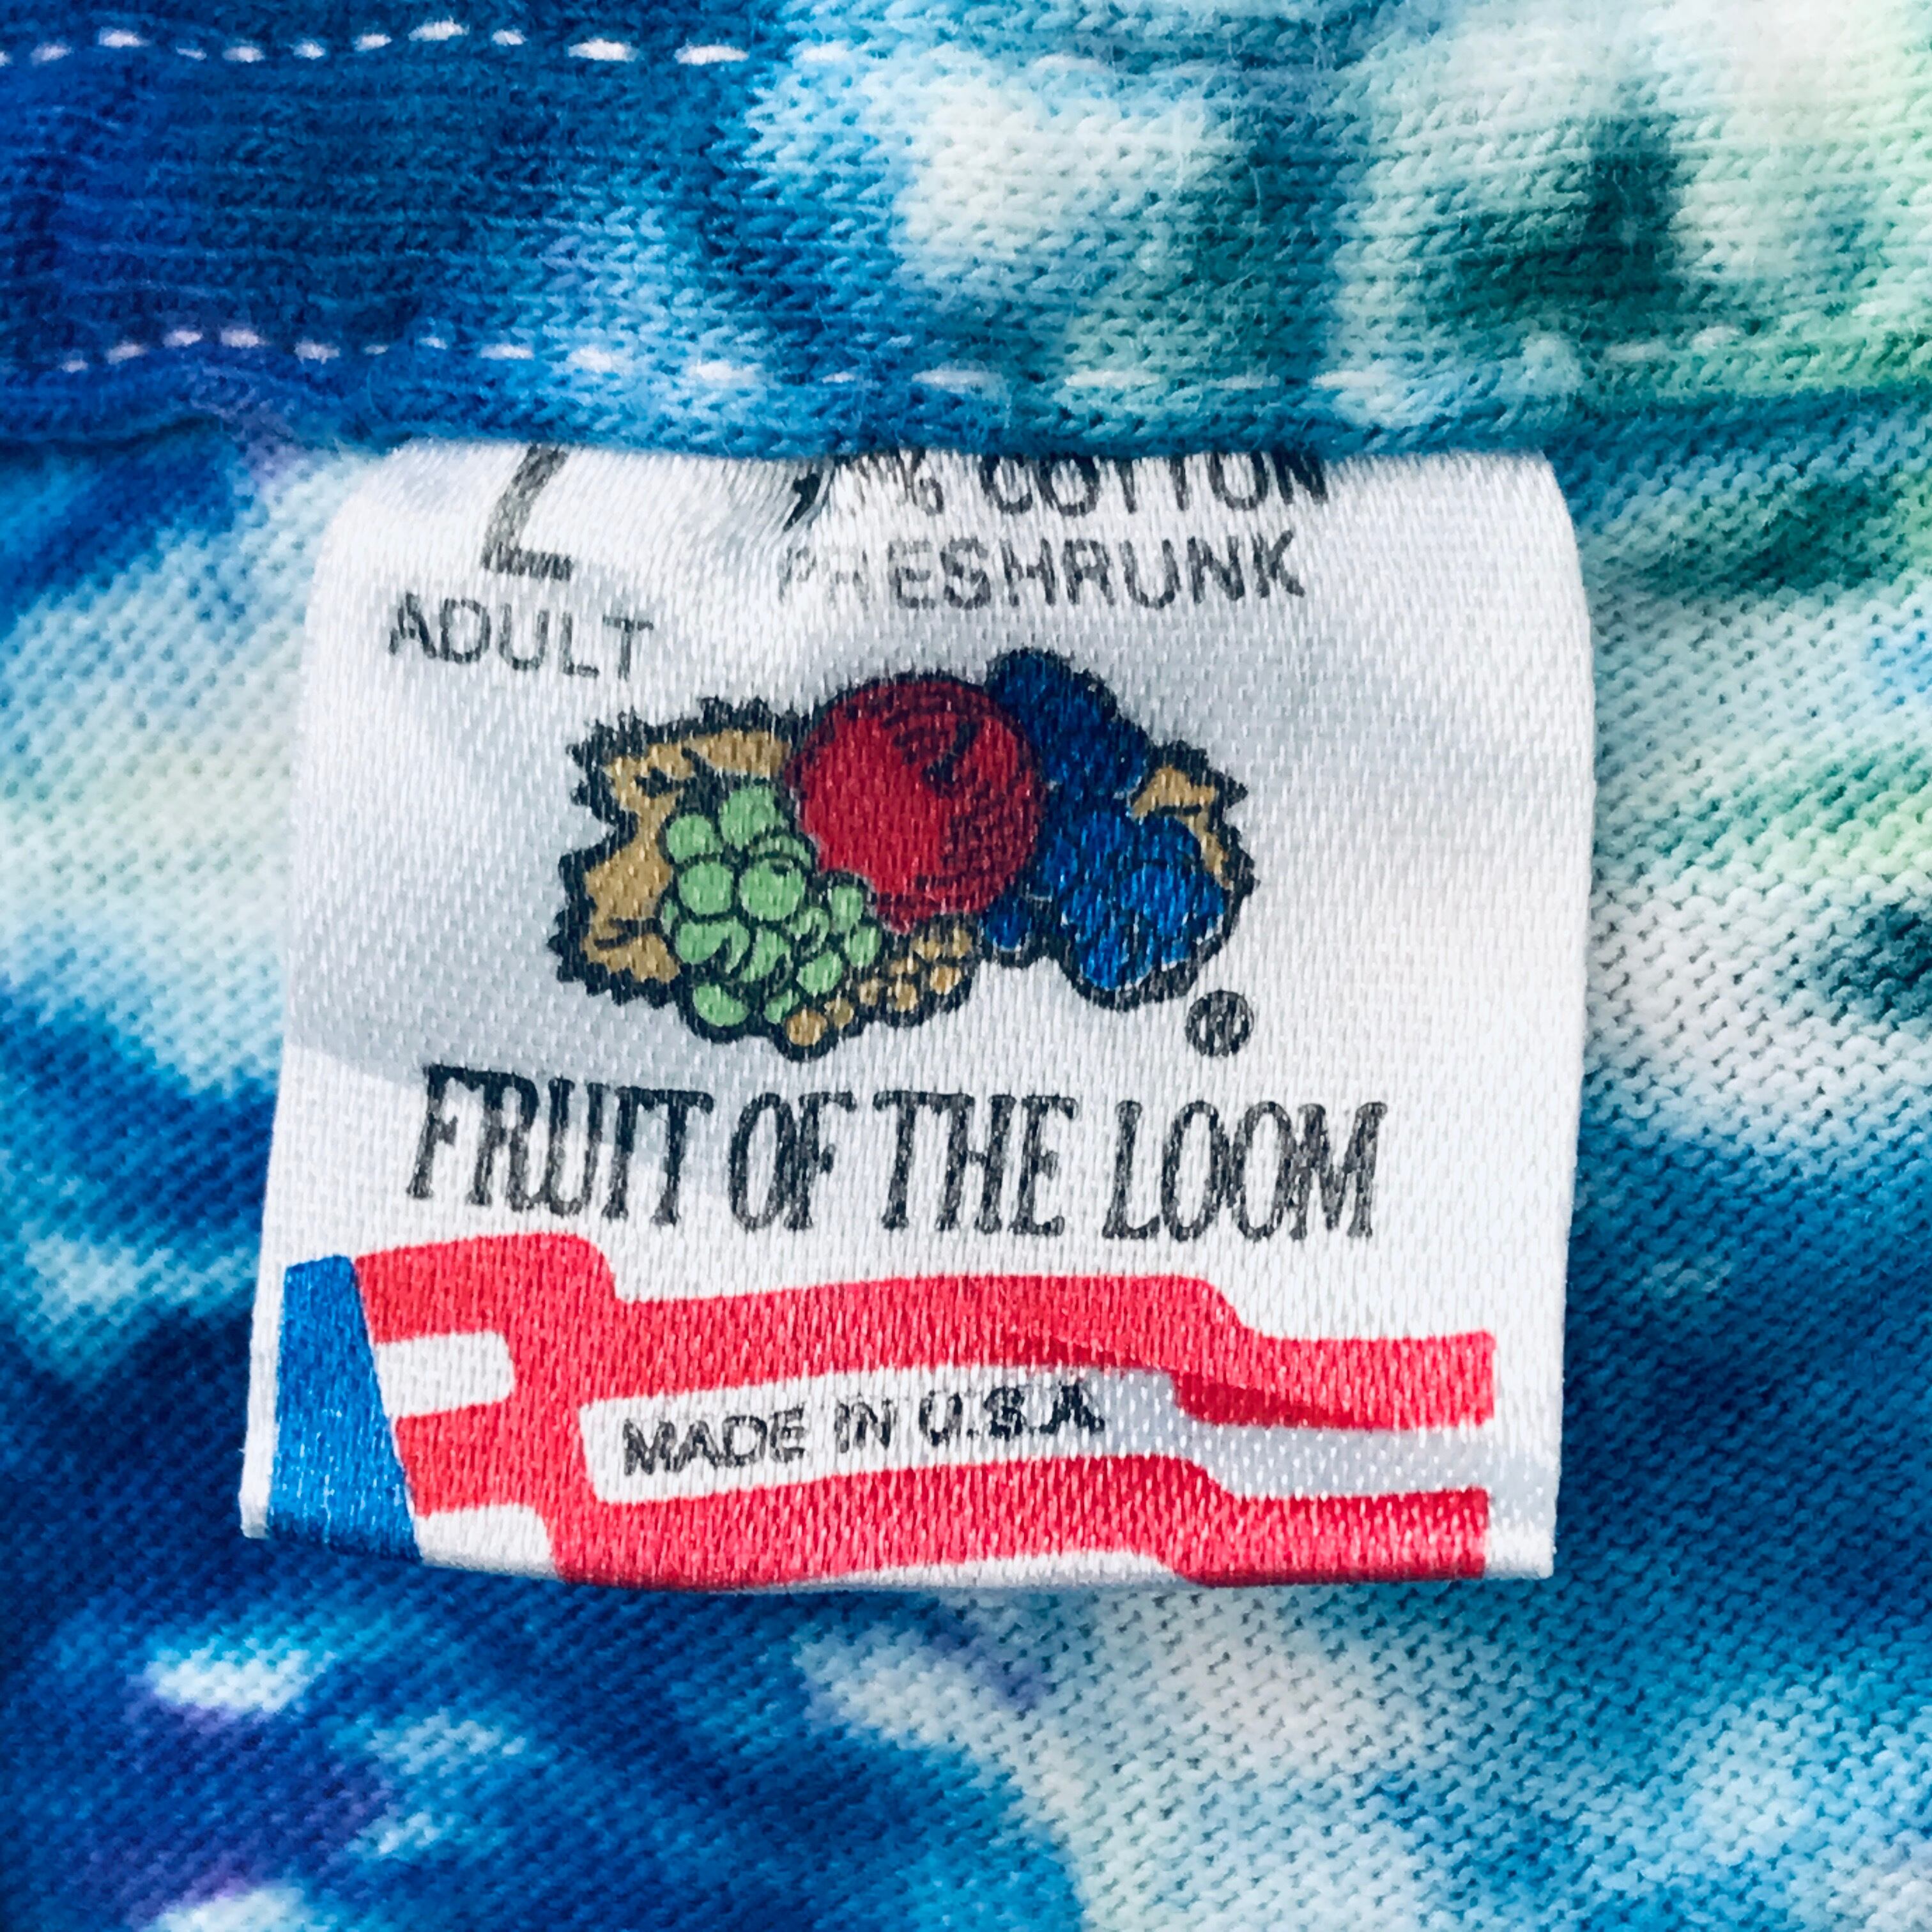 L
% COTTON
PRESHRUNK
ADULT
®
FRUIT OF THE LOOM
MADE IN U.S.A.